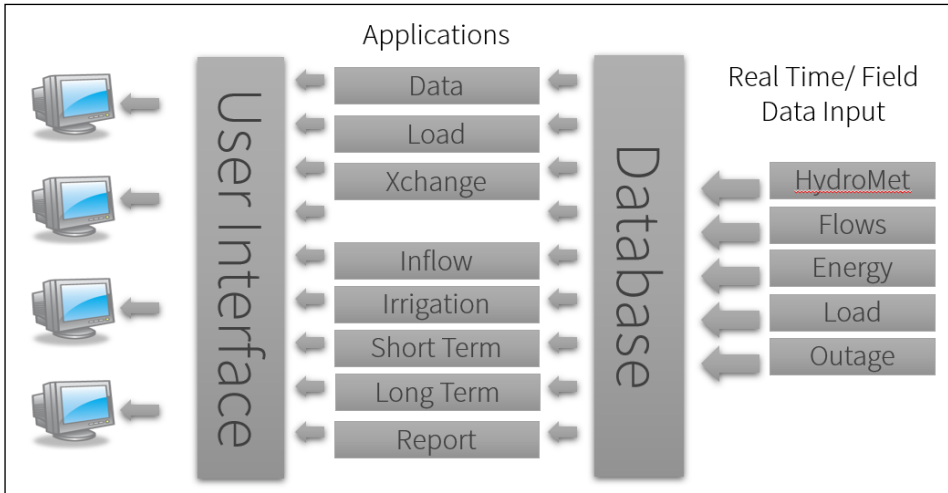 Applications
User Interface
Data
Load
Xchange
Inflow
Irrigation
Short Term
Long Term
Report
Database
Real Time/ Field
Data Input
HydroMet
Flows
Energy
Load
Outage